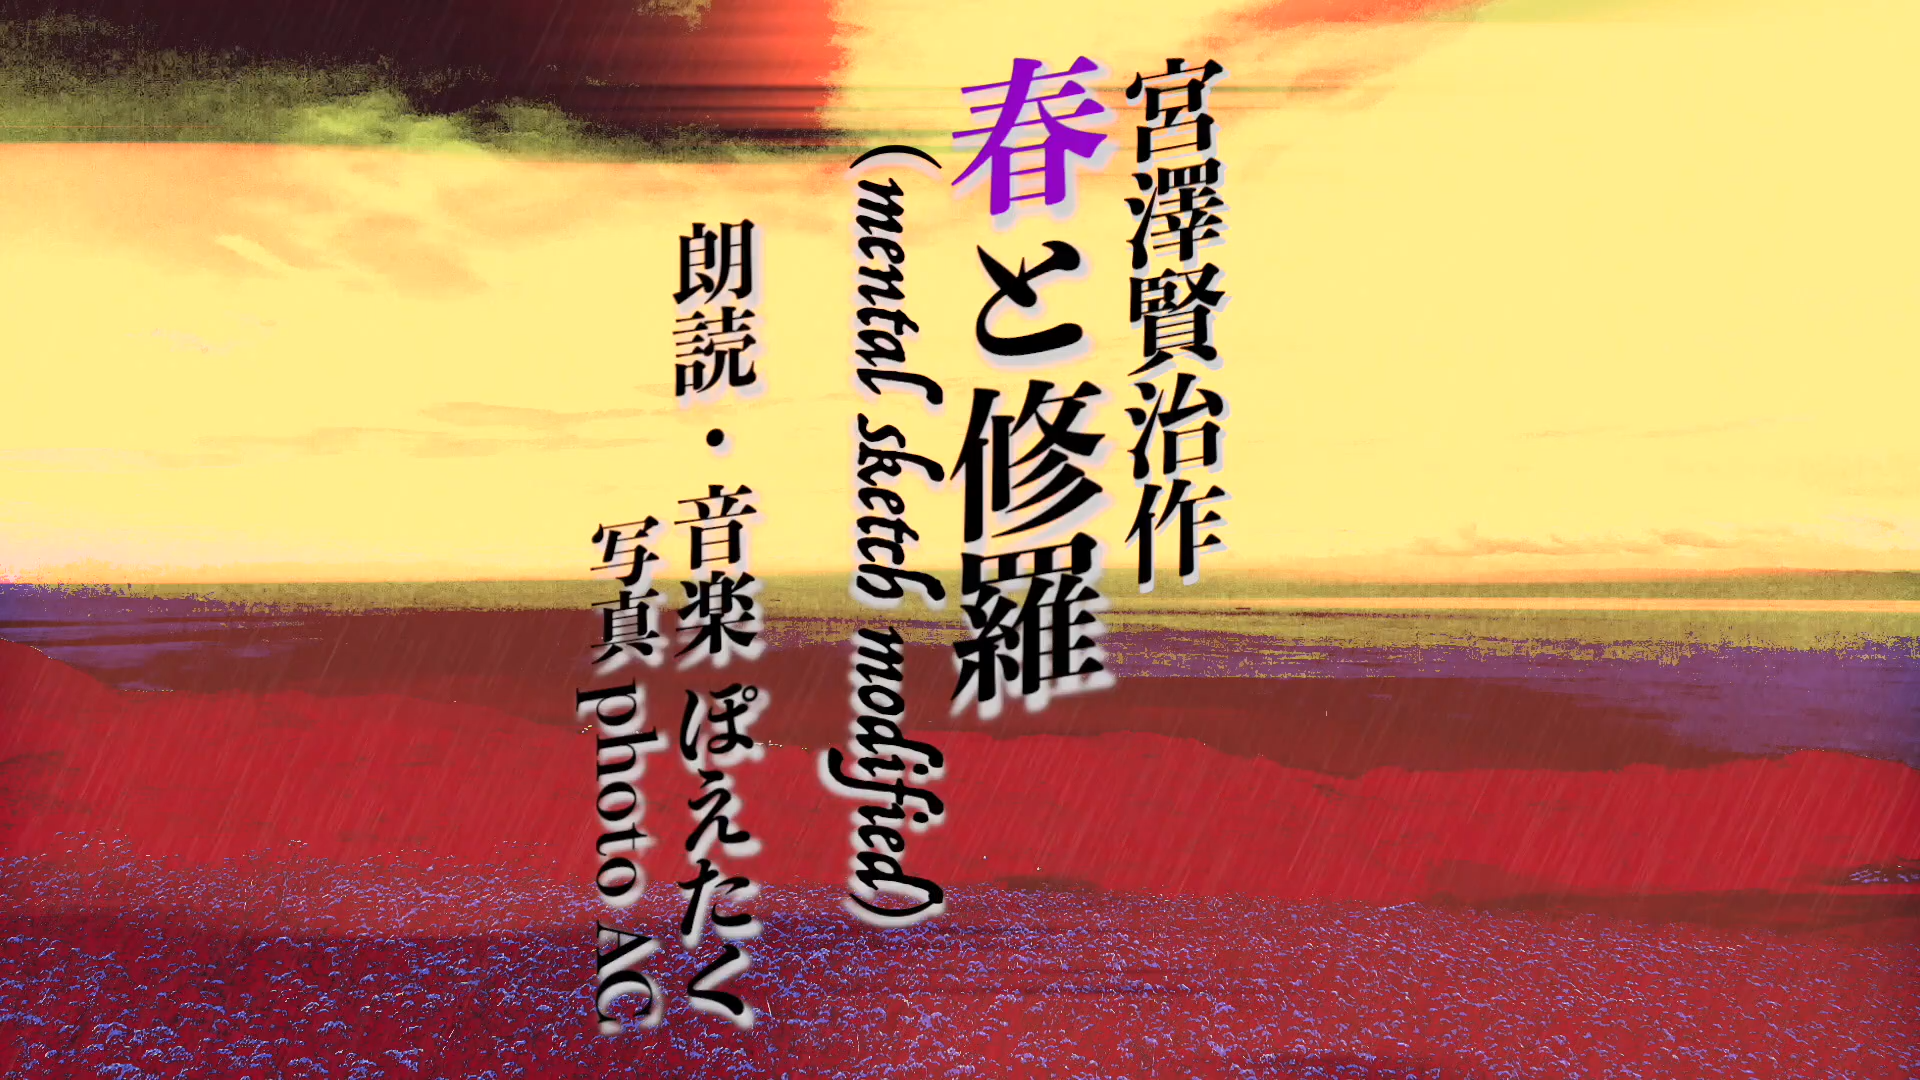 宮澤賢治作
春と修羅
(mental sketch modified)
朗読・音楽 ぽえたく
写真 photo AC